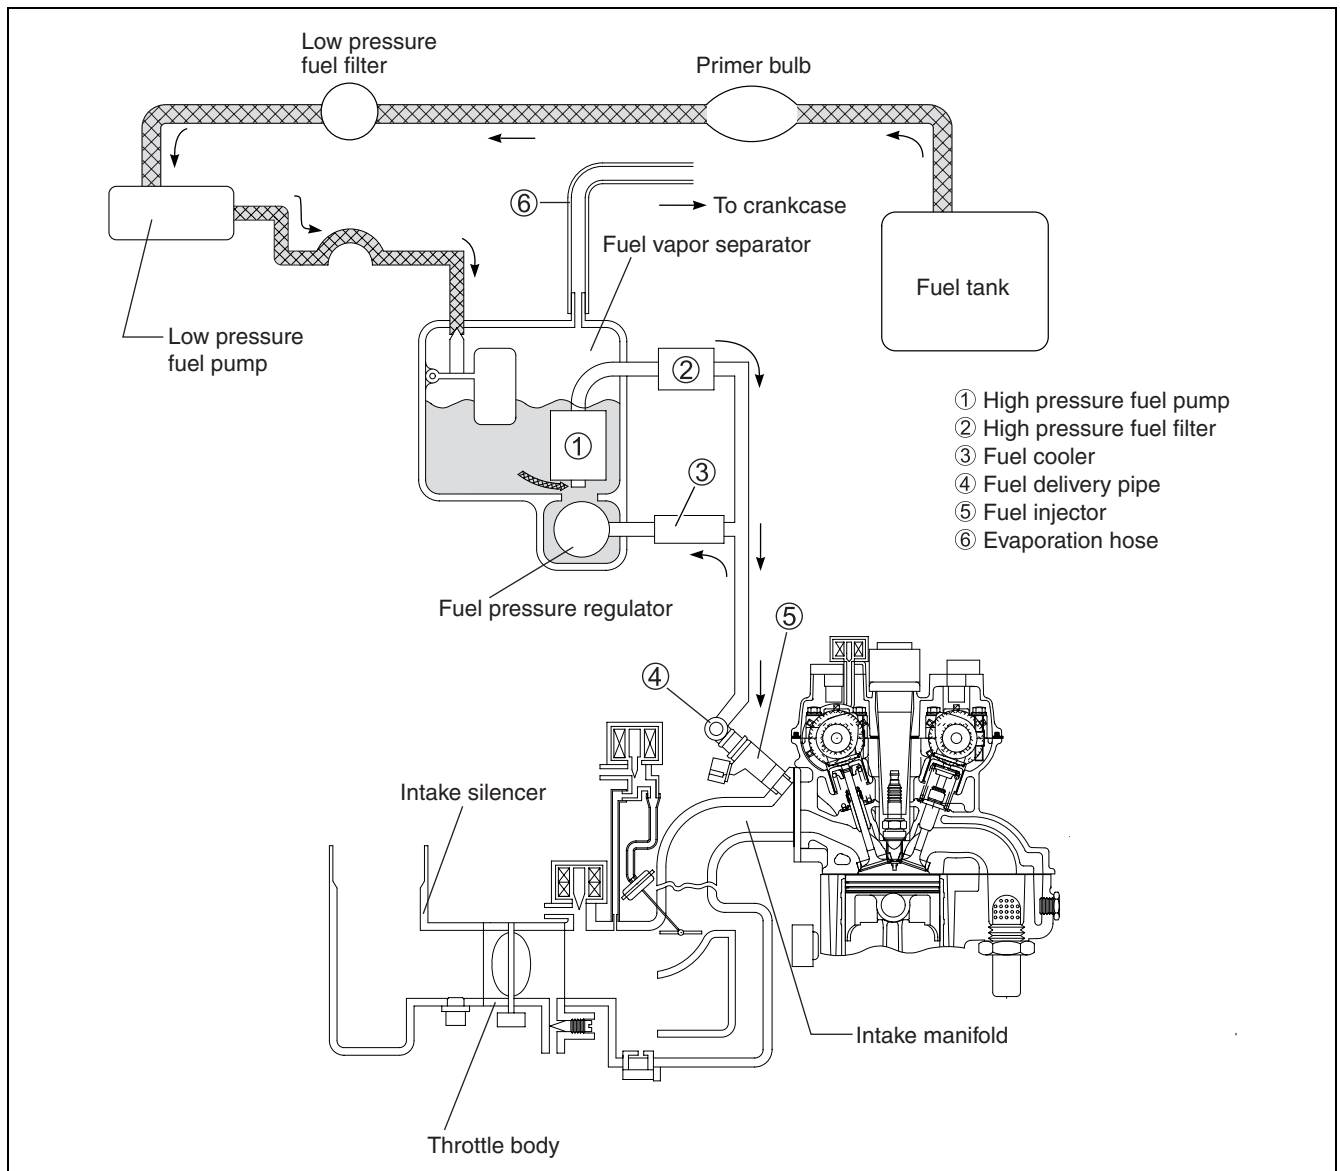 Low pressure
fuel filter
Primer bulb
⑥
To crankcase
Fuel vapor separator
Fuel tank
Low pressure
fuel pump
②
①
③
① High pressure fuel pump
② High pressure fuel filter
③ Fuel cooler
④ Fuel delivery pipe
⑤ Fuel injector
⑥ Evaporation hose
Fuel pressure regulator
⑤
④
Intake silencer
Intake manifold
Throttle body